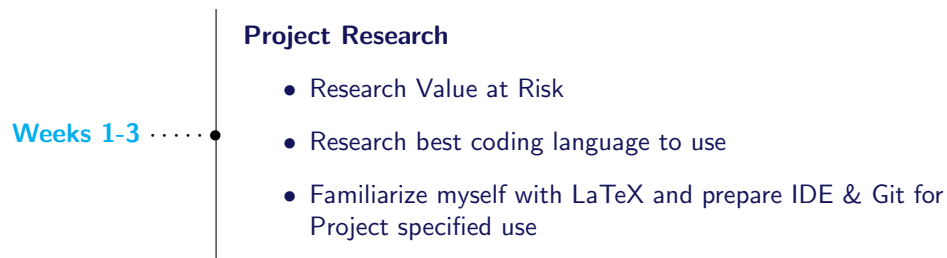 Project Research
• Research Value at Risk
Weeks 1-3
• Research best coding language to use
• Familiarize myself with LaTeX and prepare IDE & Git for
Project specified use